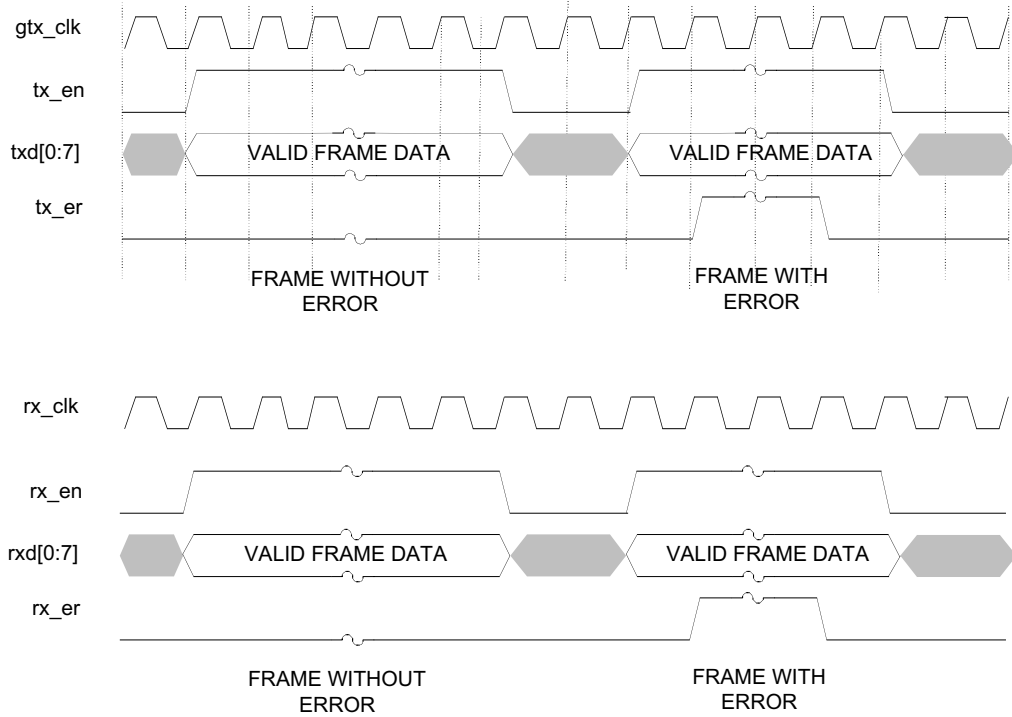 gtx_clk
tx_en
txd[0:7]
VALID FRAME DATA
VALID FRAME DATA
tx_er
FRAME WITHOUT
ERROR
FRAME WITH
ERROR
rx_clk
rx_en
rxd[0:7]
VALID FRAME DATA
VALID FRAME DATA
rx_er
FRAME WITHOUT
ERROR
FRAME WITH
ERROR